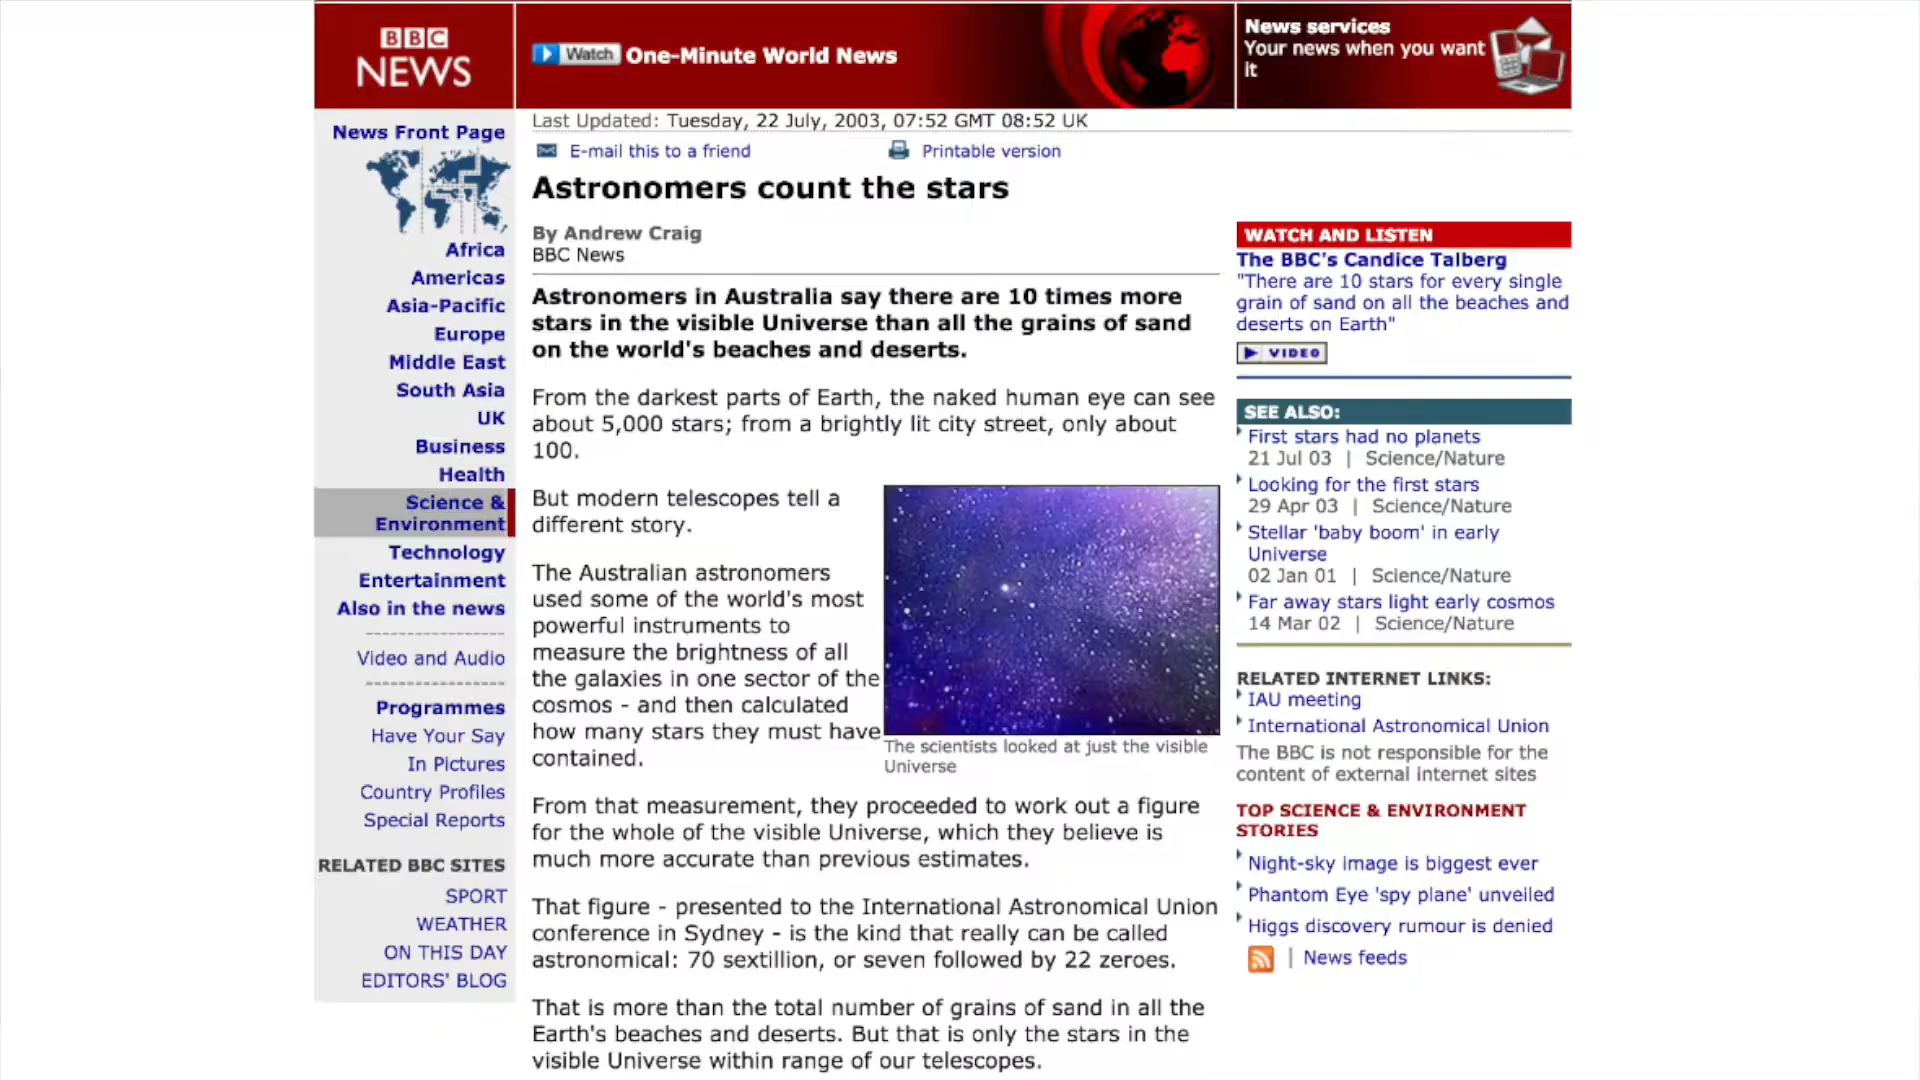 BBC
NEWS
Watch One-Minute World News
News services
Your news when you want
it
News Front Page
Africa
Americas
Asia-Pacific
Europe
Middle East
South Asia
UK
Business
Health
Science &
Environment
Technology
Entertainment
Also in the news
-----------------
Video and Audio
-----------------
Programmes
Have Your Say
In Pictures
Country Profiles
Special Reports
RELATED BBC SITES
SPORT
WEATHER
ON THIS DAY
EDITORS' BLOG
Last Updated: Tuesday, 22 July, 2003, 07:52 GMT 08:52 UK
E-mail this to a friend
Printable version
Astronomers count the stars
By Andrew Craig
BBC News
Astronomers in Australia say there are 10 times more
stars in the visible Universe than all the grains of sand
on the world's beaches and deserts.
From the darkest parts of Earth, the naked human eye can see
about 5,000 stars; from a brightly lit city street, only about
100.
But modern telescopes tell a
different story.
The Australian astronomers
used some of the world's most
powerful instruments to
measure the brightness of all
the galaxies in one sector of the
cosmos - and then calculated
how many stars they must have
contained.
The scientists looked at just the visible
Universe
From that measurement, they proceeded to work out a figure
for the whole of the visible Universe, which they believe is
much more accurate than previous estimates.
That figure - presented to the International Astronomical Union
conference in Sydney - is the kind that really can be called
astronomical: 70 sextillion, or seven followed by 22 zeroes.
That is more than the total number of grains of sand in all the
Earth's beaches and deserts. But that is only the stars in the
visible Universe within range of our telescopes.
WATCH AND LISTEN
The BBC's Candice Talberg
"There are 10 stars for every single
grain of sand on all the beaches and
deserts on Earth"
VIDEO
SEE ALSO:
First stars had no planets
21 Jul 03 | Science/Nature
Looking for the first stars
29 Apr 03 | Science/Nature
Stellar 'baby boom' in early
Universe
02 Jan 01 | Science/Nature
Far away stars light early cosmos
14 Mar 02 | Science/Nature
RELATED INTERNET LINKS:
IAU meeting
International Astronomical Union
The BBC is not responsible for the
content of external internet sites
TOP SCIENCE & ENVIRONMENT
STORIES
Night-sky image is biggest ever
Phantom Eye 'spy plane' unveiled
Higgs discovery rumour is denied
| News feeds